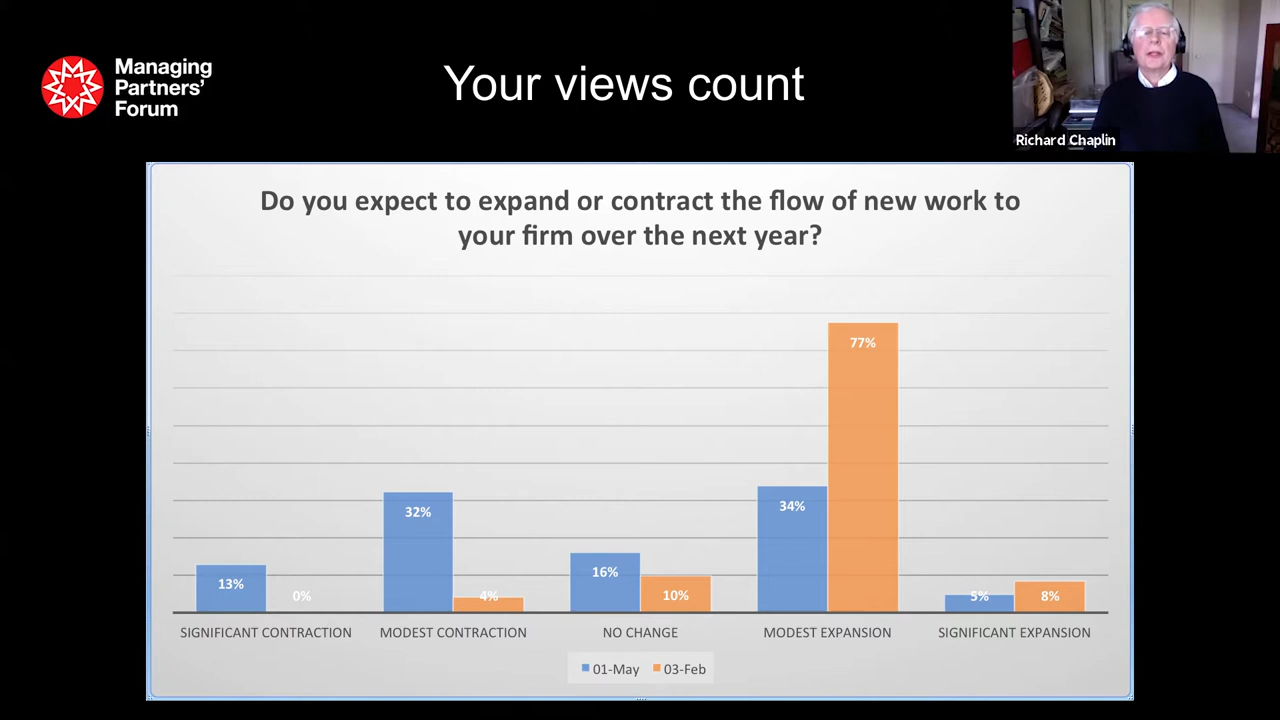 Managing
Partners'
Forum
Your views count
Richard Chaplin
Do you expect to expand or contract the flow of new work to
your firm over the next year?
77%
34%
32%
16%
13%
10%
8%
5%
4%
0%
SIGNIFICANT CONTRACTION
MODEST CONTRACTION
NO CHANGE
MODEST EXPANSION
SIGNIFICANT EXPANSION
01-May
03-Feb